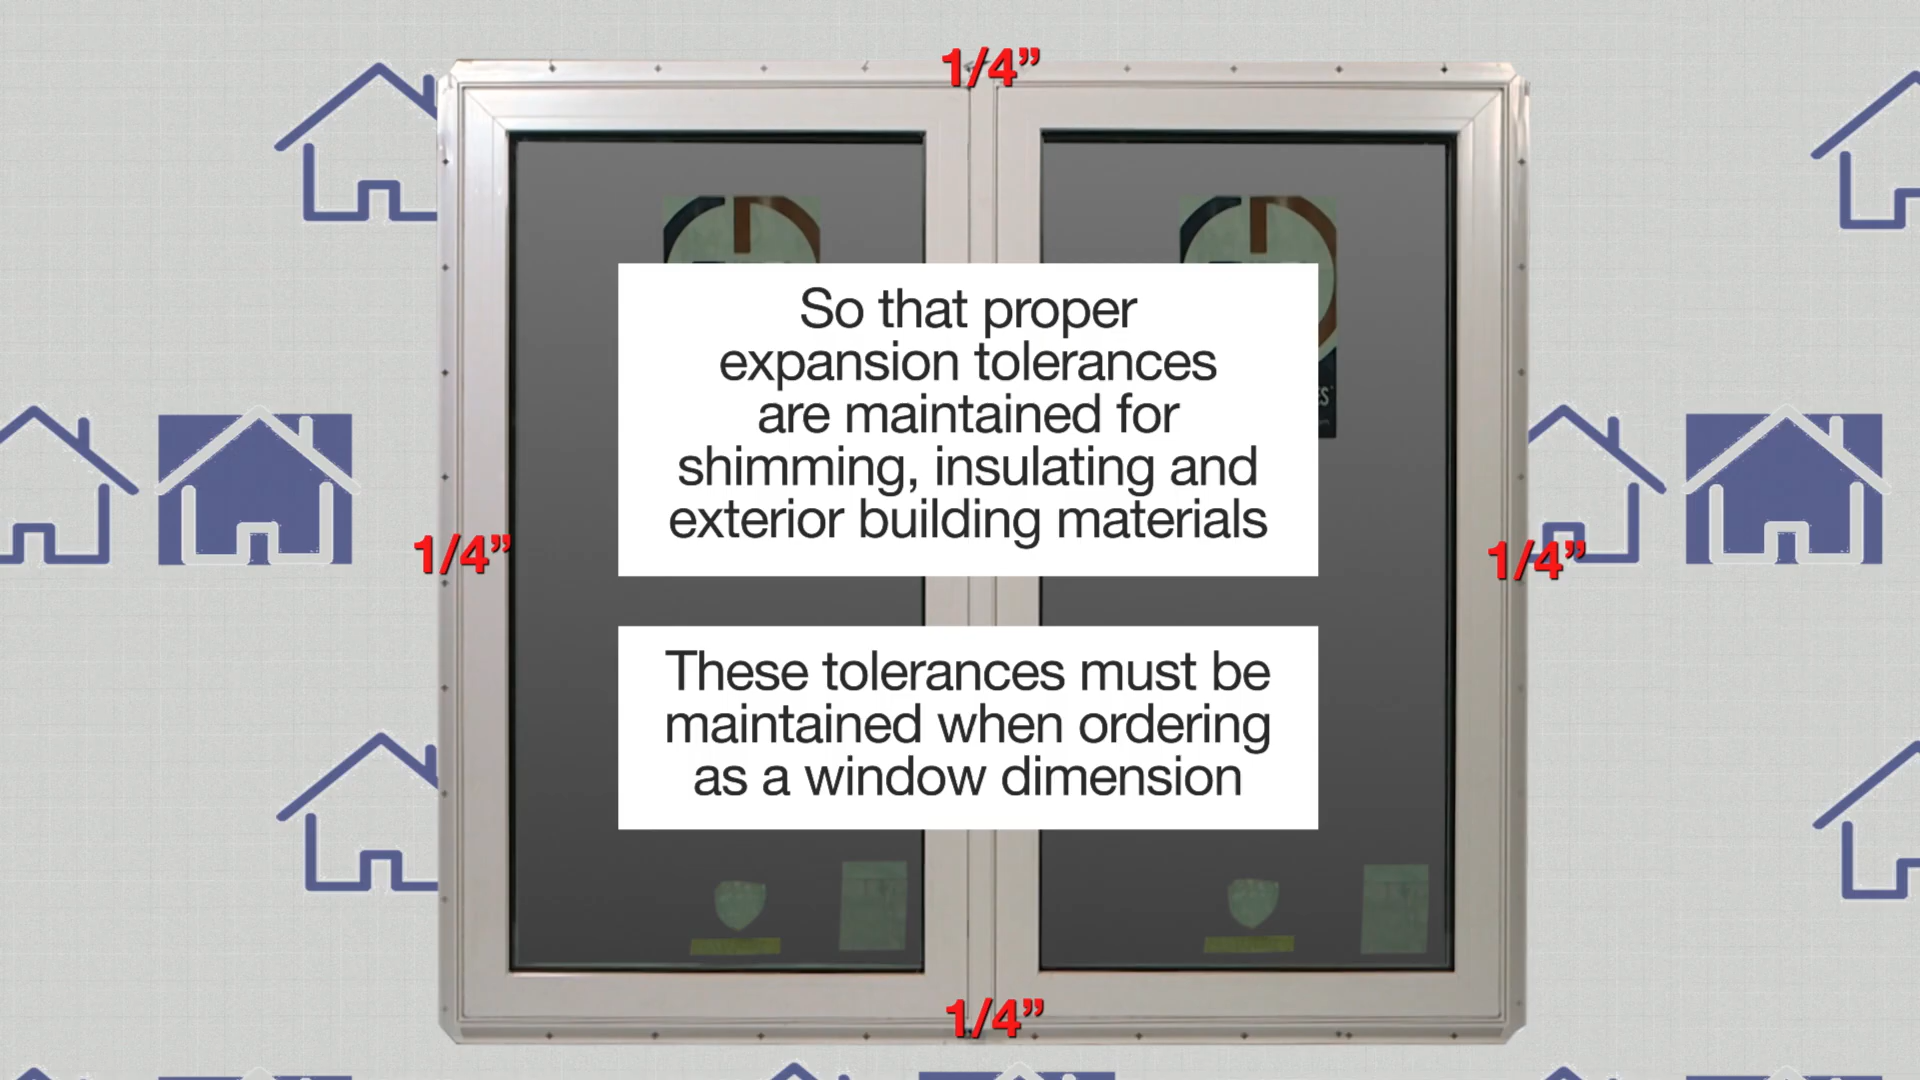 1/4”
So that proper
expansion tolerances
are maintained for
shimming, insulating and
exterior building materials
1/4”
1/4”
These tolerances must be
maintained when ordering
as a window dimension
1/4”